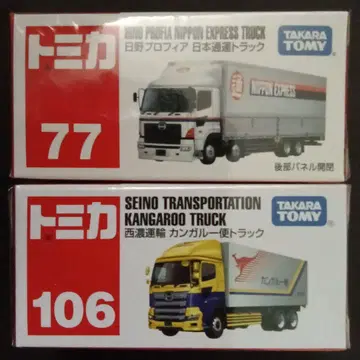 トミカ
77
HINO PROFIA NIPPON EXPRESS TRUCK
日野プロフィア 日本通運トラック
TAKARA TOMY
通
NIPPON EXPRESS
後部パネル開閉
トミカ
106
SEINO TRANSPORTATION
KANGAROO TRUCK
西濃運輸 カンガルー便トラック
TAKARA TOMY
カンガルー便